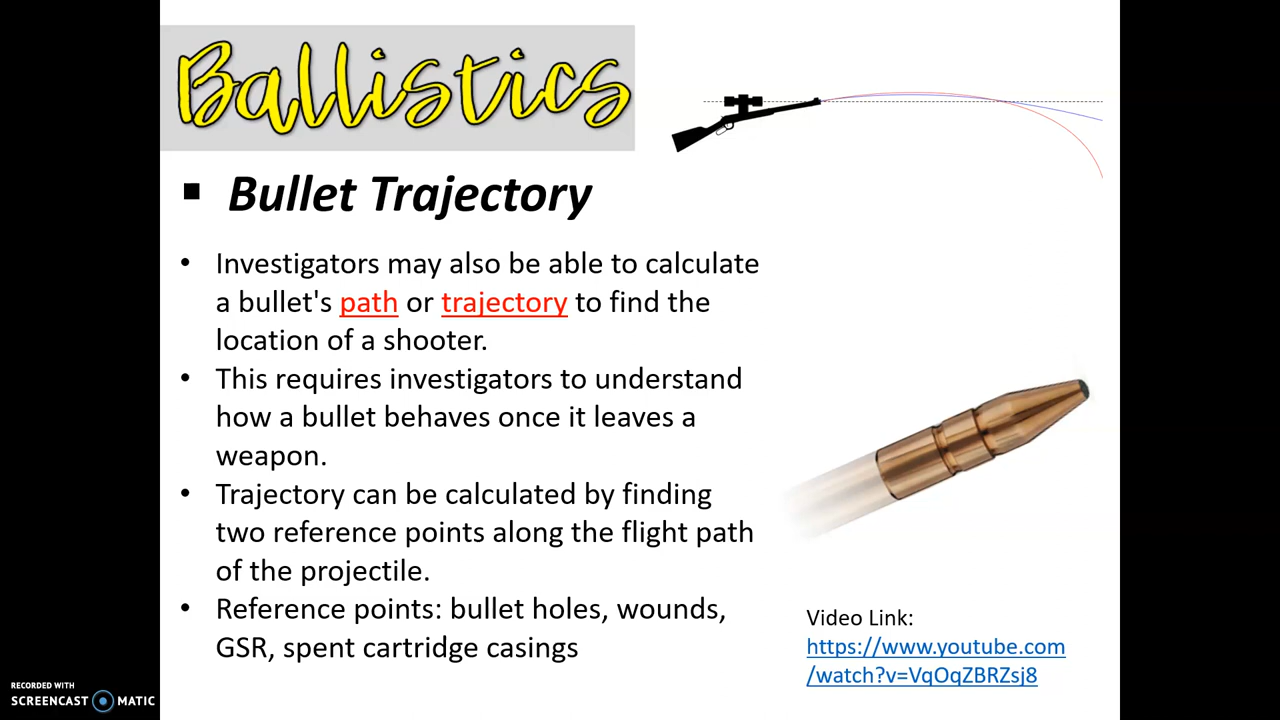 Ballistics
▪ Bullet Trajectory
• Investigators may also be able to calculate
a bullet's path or trajectory to find the
location of a shooter.
• This requires investigators to understand
how a bullet behaves once it leaves a
weapon.
• Trajectory can be calculated by finding
two reference points along the flight path
of the projectile.
• Reference points: bullet holes, wounds,
GSR, spent cartridge casings
Video Link:
https://www.youtube.com
/watch?v=VqOqZBRZsj8
RECORDED WITH
SCREENCAST MATIC